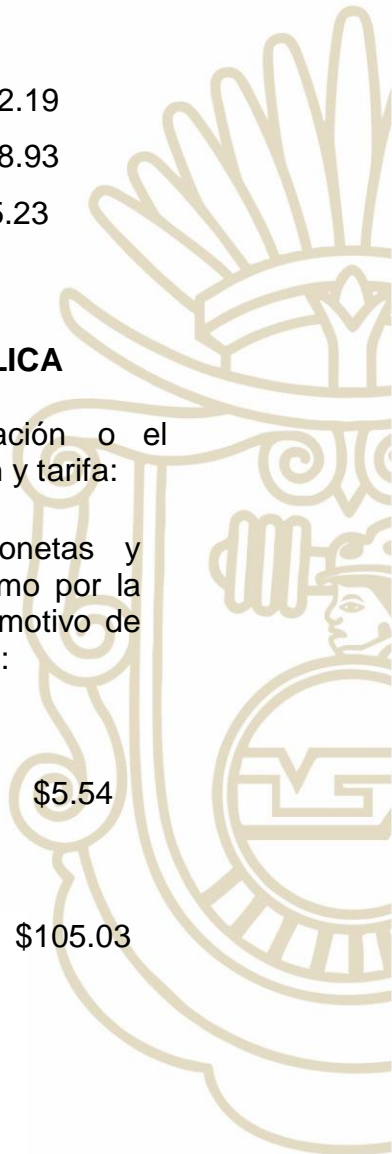 2.19
8.93
5.23
LICA
ación o el
n y tarifa:
onetas y
mo por la
motivo de
:
$5.54
$105.03